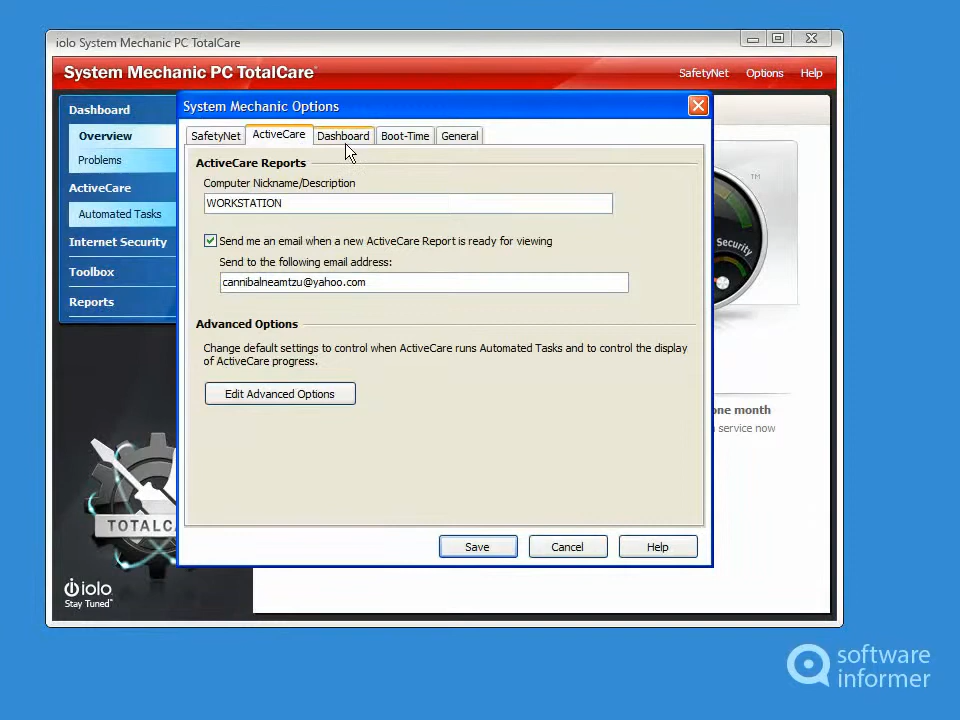 iolo System Mechanic PC TotalCare
System Mechanic PC TotalCare™
SafetyNet Options Help
Dashboard
Overview
Problems
ActiveCare
Automated Tasks
Internet Security
Toolbox
Reports
System Mechanic Options
SafetyNet ActiveCare Dashboard Boot-Time General
ActiveCare Reports
Computer Nickname/Description
WORKSTATION
Send me an email when a new ActiveCare Report is ready for viewing
Send to the following email address:
cannibalneamtzu@yahoo.com
Advanced Options
Change default settings to control when ActiveCare runs Automated Tasks and to control the display
of ActiveCare progress.
Edit Advanced Options
Save Cancel Help
TM
Security
one month
service now
TOTALC
iolo
Stay Tuned™
software
informer